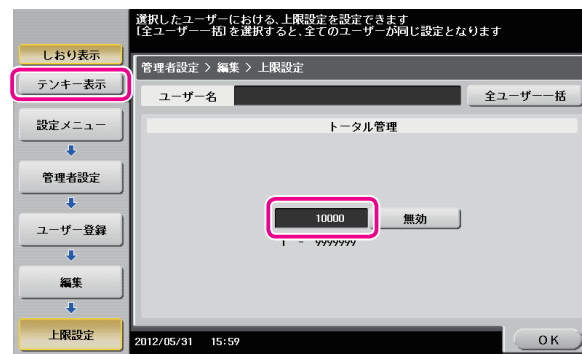 選択したユーザーにおける、上限設定を設定できます
[全ユーザー一括]を選択すると、全てのユーザーが同じ設定となります
しおり表示
テンキー表示
設定メニュー
管理者設定
ユーザー登録
編集
上限設定
管理者設定 > 編集 > 上限設定
ユーザー名
全ユーザー一括
トータル管理
10000
無効
1 - 9999999
2012/05/31 15:59
OK